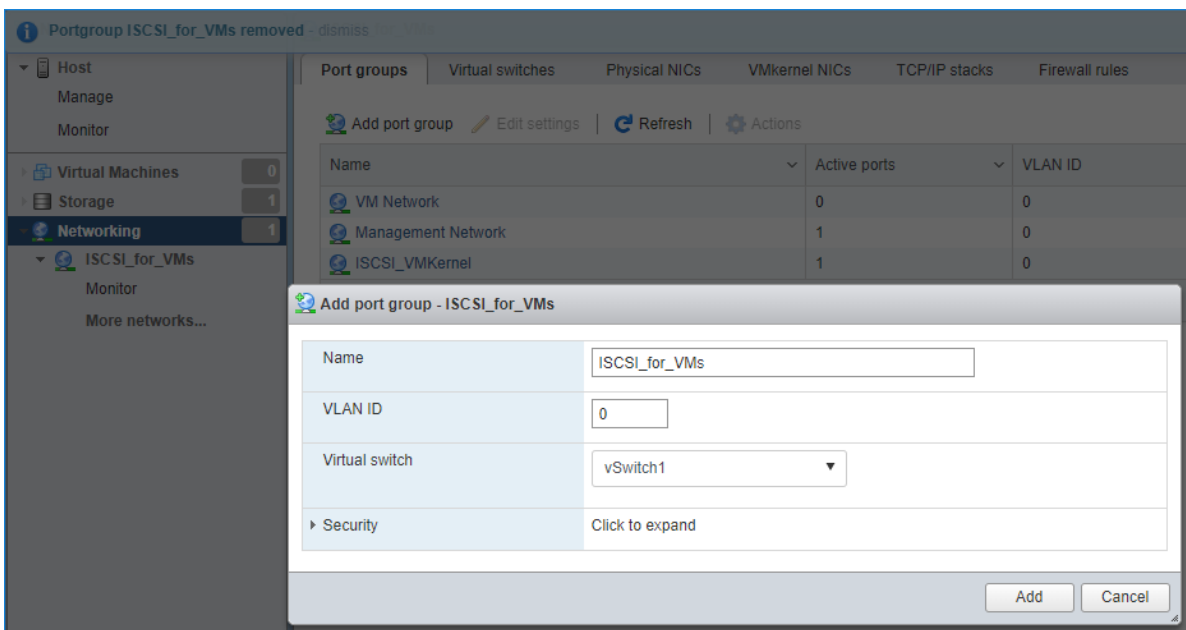 Portgroup ISCSI_for_VMs removed - dismiss
Host
Manage
Monitor
Virtual Machines 0
Storage 1
Networking 1
ISCSI_for_VMs
Monitor
More networks...
Port groups Virtual switches Physical NICs VMkernel NICs TCP/IP stacks Firewall rules
Add port group Edit settings Refresh Actions
Name Active ports VLAN ID
VM Network 0 0
Management Network 1 0
ISCSI_VMKernel 1 0
Add port group - ISCSI_for_VMs
Name ISCSI_for_VMs
VLAN ID 0
Virtual switch vSwitch1
Security Click to expand
Add Cancel